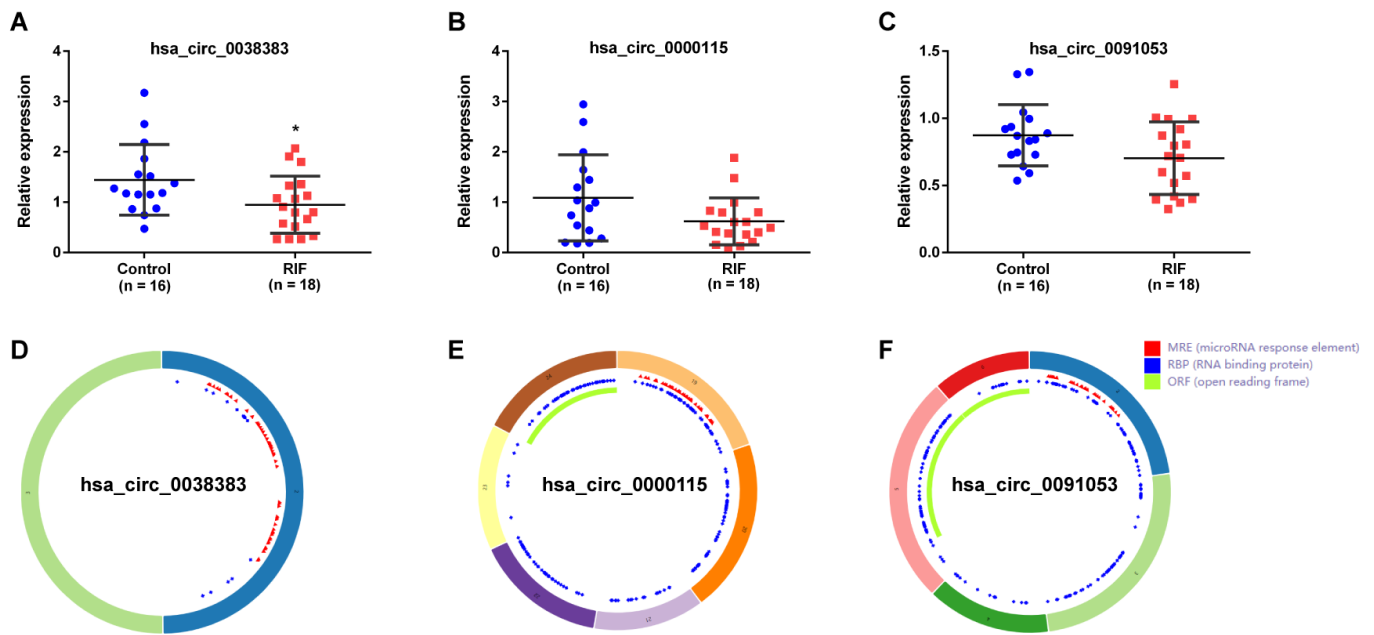 A
hsa_circ_0038383
Relative expression
4
3
2
1
0
*
Control
(n = 16)
RIF
(n = 18)
B
hsa_circ_0000115
Relative expression
4
3
2
1
0
Control
(n = 16)
RIF
(n = 18)
C
hsa_circ_0091053
Relative expression
1.5
1.0
0.5
0.0
Control
(n = 16)
RIF
(n = 18)
D
hsa_circ_0038383
E
hsa_circ_0000115
F
hsa_circ_0091053
MRE (microRNA response element)
RBP (RNA binding protein)
ORF (open reading frame)